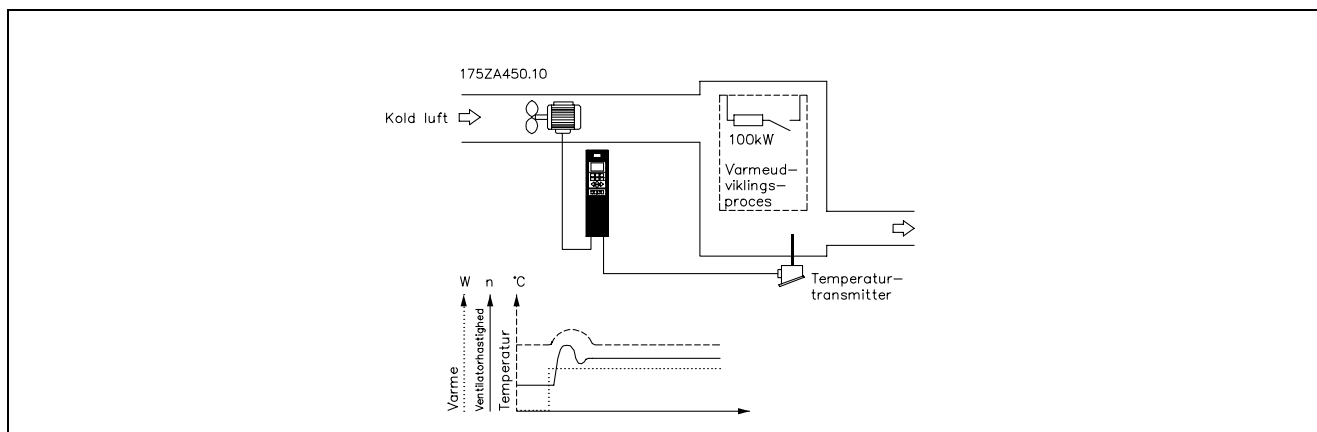 175ZA450.10
Kold luft
100kW
Varmeud-
viklings-
proces
Temperatur-
transmitter
W n °C
Varme
Ventilatorhastighed
Temperatur